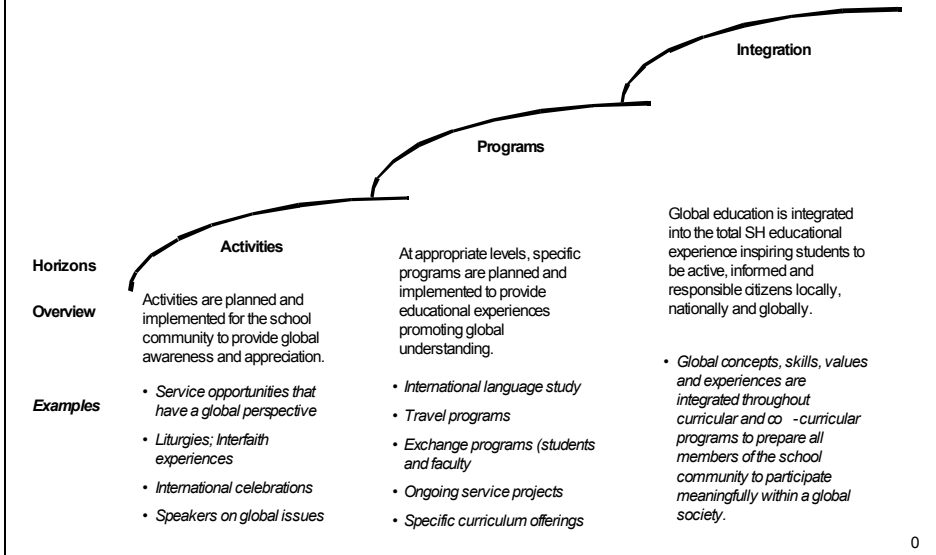 Integration
Programs
Activities
Horizons
Overview
Activities are planned and
implemented for the school
community to provide global
awareness and appreciation.
Examples
• Service opportunities that
have a global perspective
• Liturgies; Interfaith
experiences
• International celebrations
• Speakers on global issues
At appropriate levels, specific
programs are planned and
implemented to provide
educational experiences
promoting global
understanding.
• International language study
• Travel programs
• Exchange programs (students
and faculty
• Ongoing service projects
• Specific curriculum offerings
Global education is integrated
into the total SH educational
experience inspiring students to
be active, informed and
responsible citizens locally,
nationally and globally.
• Global concepts, skills, values
and experiences are
integrated throughout
curricular and co -curricular
programs to prepare all
members of the school
community to participate
meaningfully within a global
society.
0